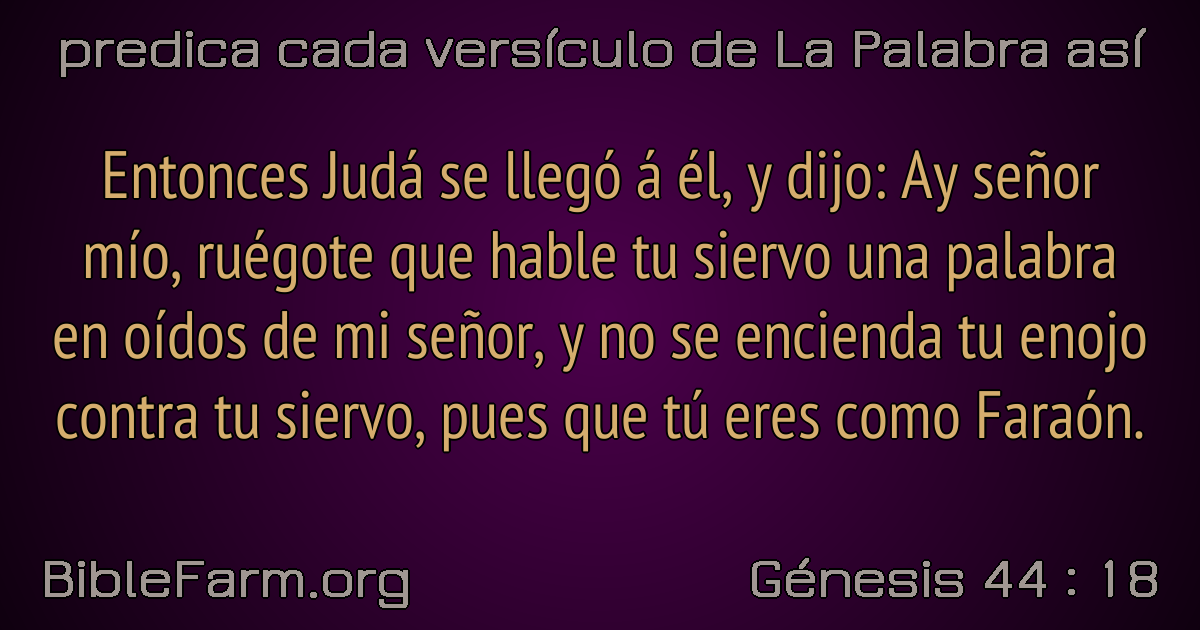 predica cada versículo de La Palabra así
Entonces Judá se llegó á él, y dijo: Ay señor
mío, ruégote que hable tu siervo una palabra
en oídos de mi señor, y no se encienda tu enojo
contra tu siervo, pues que tú eres como Faraón.
BibleFarm.org
Génesis 44 : 18